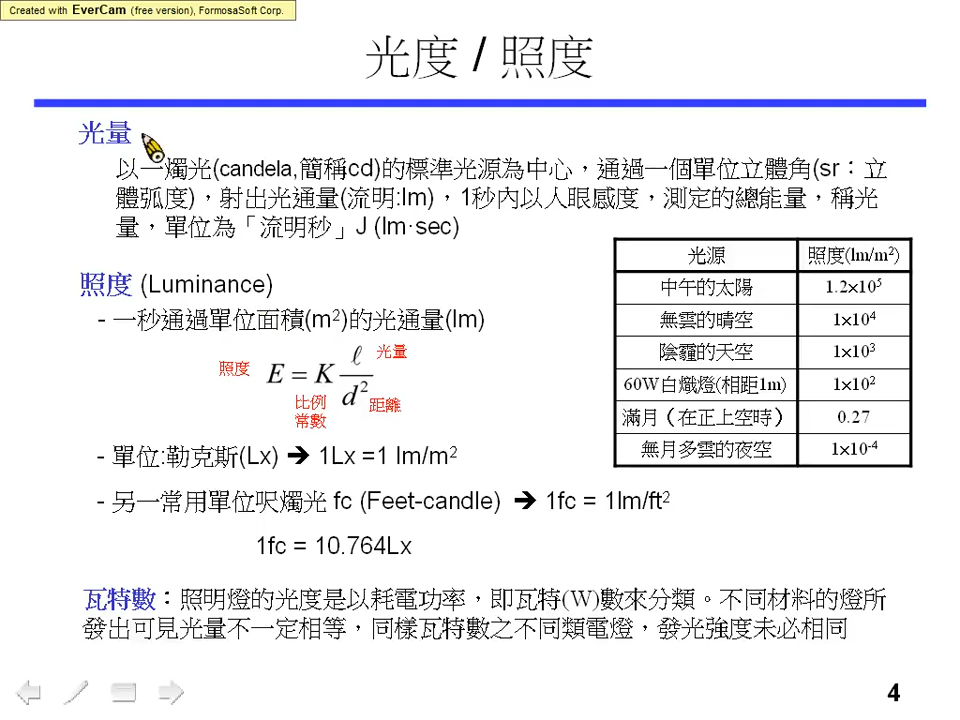 Created with EverCam (free version), FormosaSoft Corp.
光度 / 照度
光量
以一燭光(candela,簡稱cd)的標準光源為中心，通過一個單位立體角(sr：立
體弧度)，射出光通量(流明:lm)，1秒內以人眼感度，測定的總能量，稱光
量，單位為「流明秒」J (lm·sec)
照度 (Luminance)
- 一秒通過單位面積(m²)的光通量(lm)
照度 E = K ℓ / d² 光量
比例 距離
常數
- 單位:勒克斯(Lx) ➔ 1Lx =1 lm/m²
- 另一常用單位呎燭光 fc (Feet-candle) ➔ 1fc = 1lm/ft²
1fc = 10.764Lx
光源 照度(lm/m²)
中午的太陽 1.2×10⁵
無雲的晴空 1×10⁴
陰霾的天空 1×10³
60W白熾燈(相距1m) 1×10²
滿月（在正上空時） 0.27
無月多雲的夜空 1×10⁻⁴
瓦特數：照明燈的光度是以耗電功率，即瓦特(W)數來分類。不同材料的燈所
發出可見光量不一定相等，同樣瓦特數之不同類電燈，發光強度未必相同
4